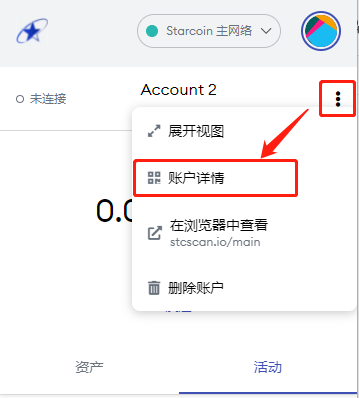 Starcoin 主网络
未连接
Account 2
展开视图
账户详情
0.0
在浏览器中查看
stcscan.io/main
删除账户
资产
活动